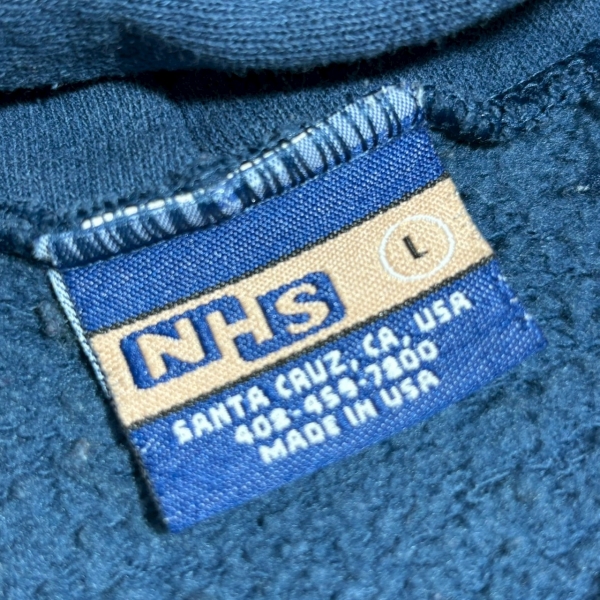 L
NHS
SANTA CRUZ, CA, USA
408-459-7800
MADE IN USA